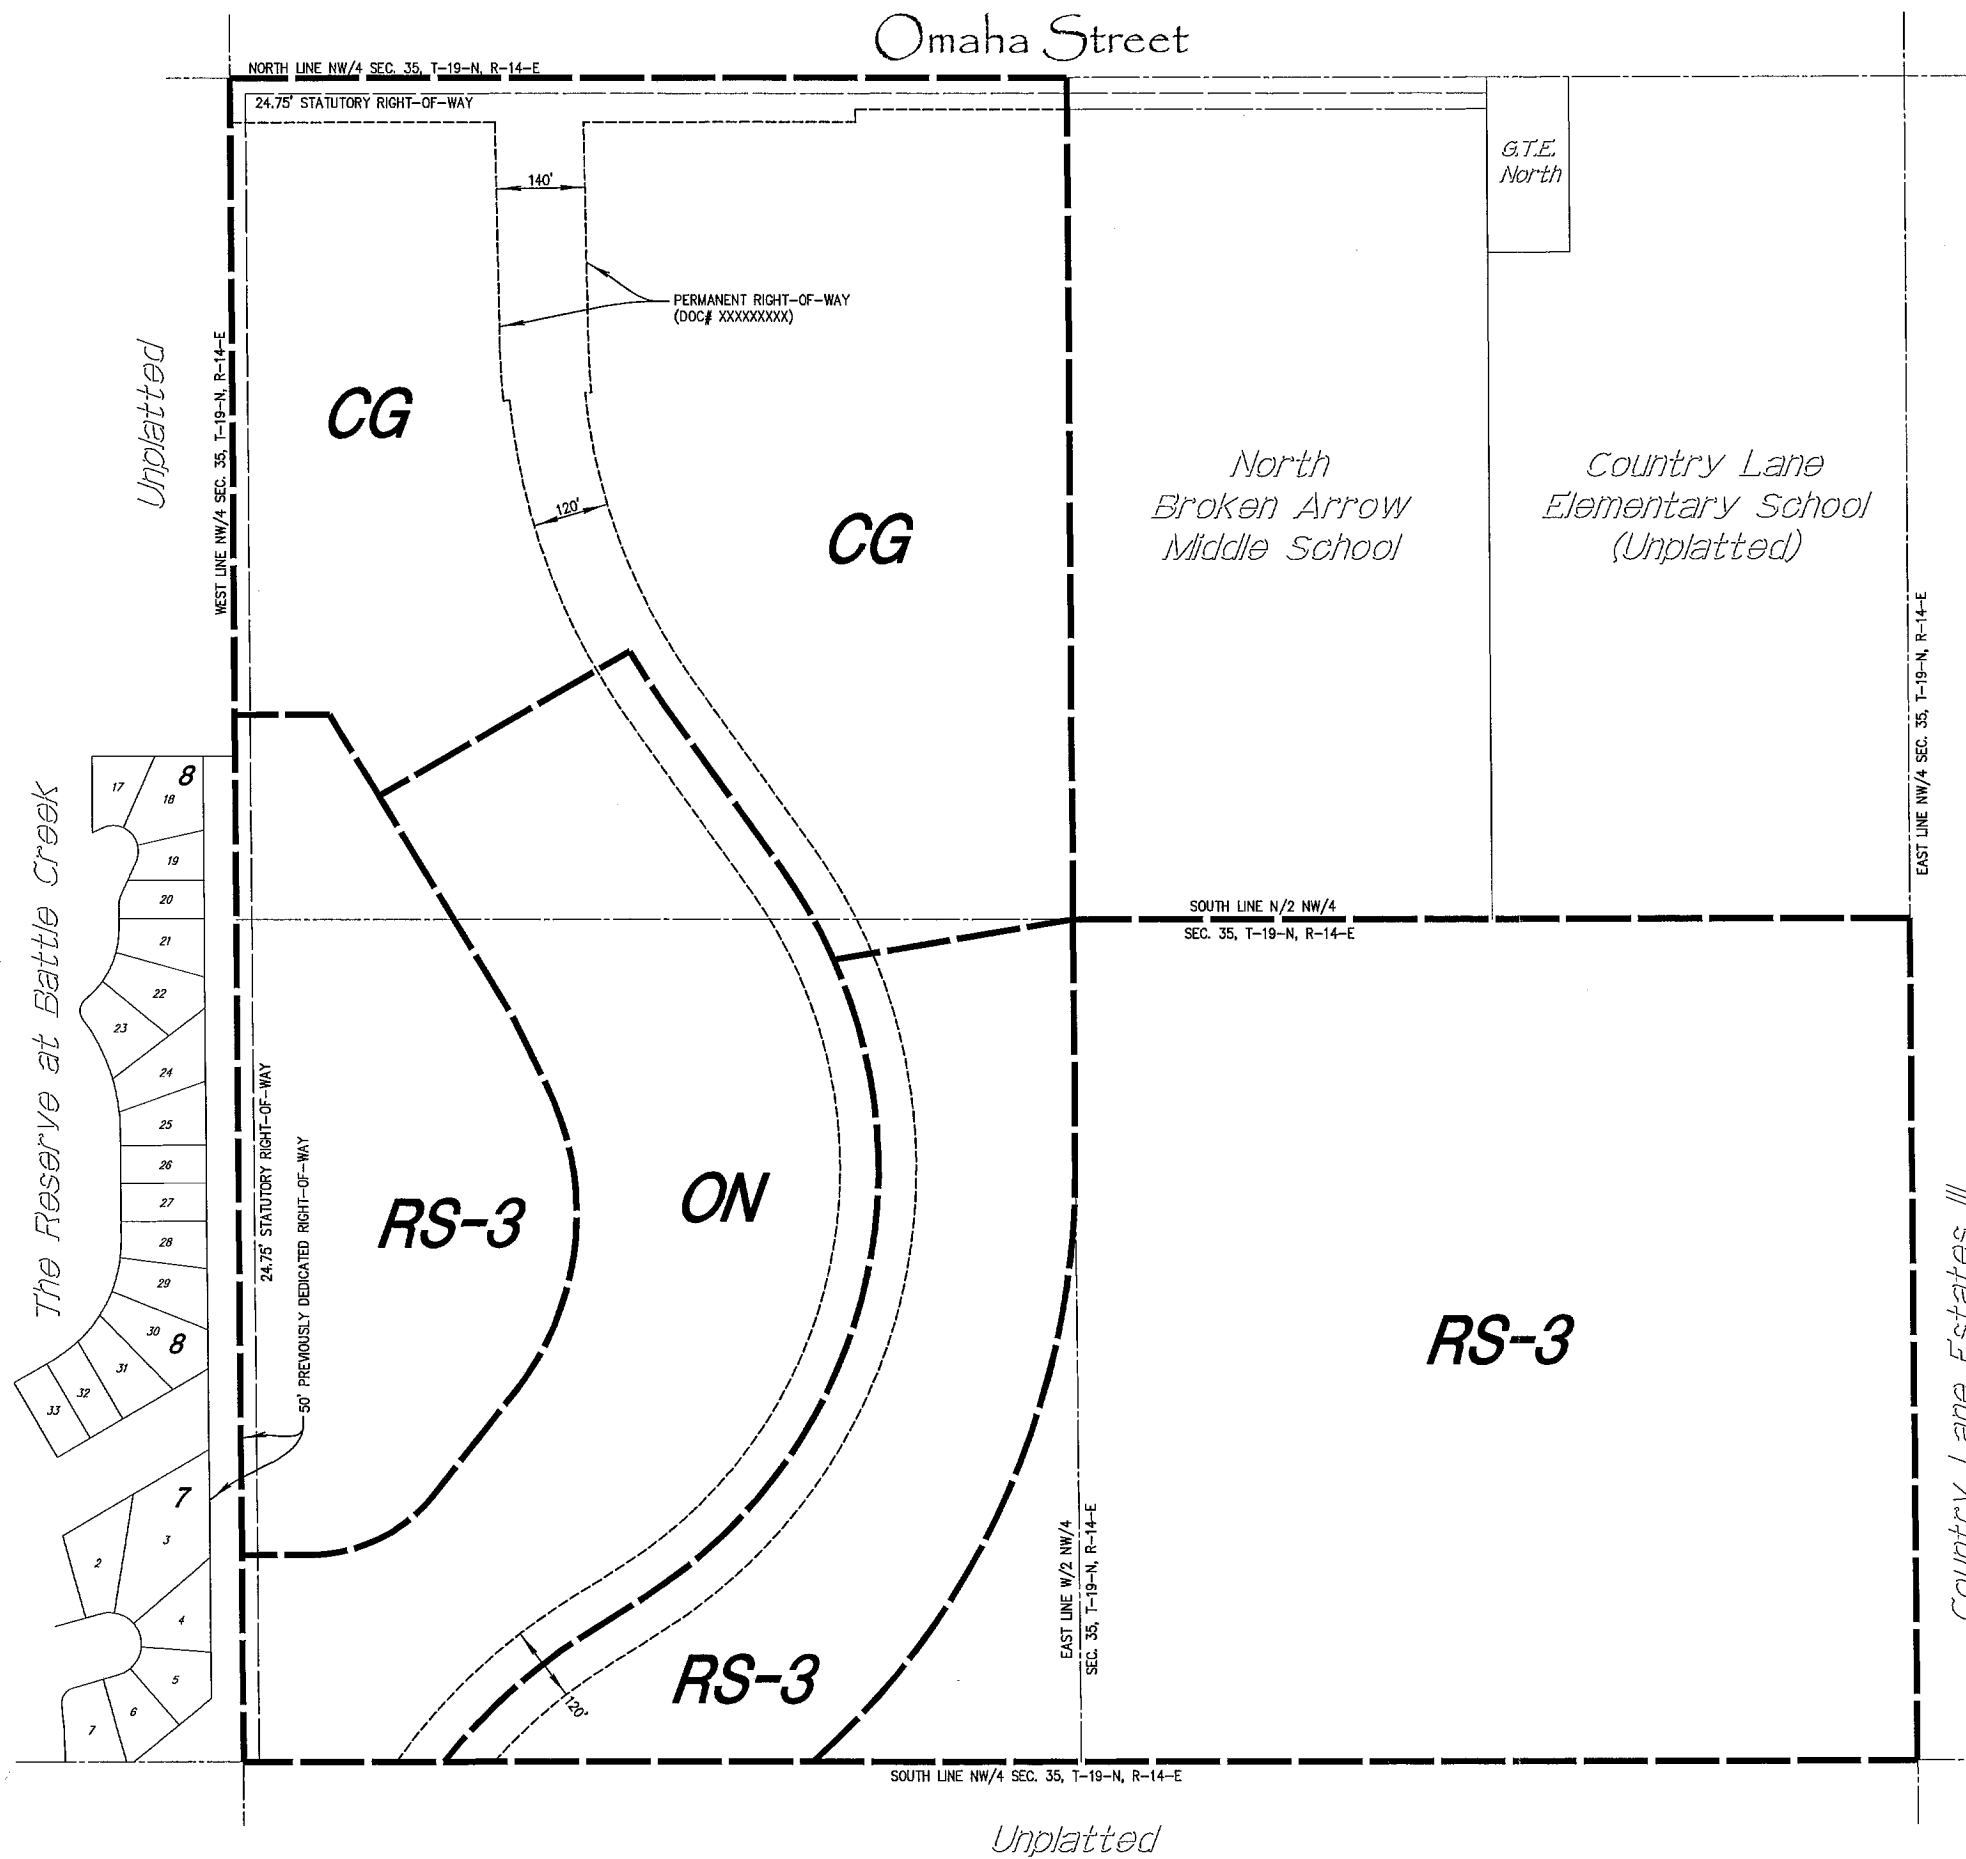 Omaha Street
NORTH LINE NW/4 SEC. 35, T-19-N, R-14-E
24.75' STATUTORY RIGHT-OF-WAY
G.T.E.
North
140'
PERMANENT RIGHT-OF-WAY
(DOC# XXXXXXXXX)
Unplatted
WEST LINE NW/4 SEC. 35, T-19-N, R-14-E
CG
120'
CG
North
Broken Arrow
Middle School
Country Lane
Elementary School
(Unplatted)
EAST LINE NW/4 SEC. 35, T-19-N, R-14-E
The Reserve at Battle Creek
17
8
18
19
20
21
22
23
24
25
26
27
28
29
30
8
31
32
33
SOUTH LINE N/2 NW/4
SEC. 35, T-19-N, R-14-E
24.75' STATUTORY RIGHT-OF-WAY
50' PREVIOUSLY DEDICATED RIGHT-OF-WAY
RS-3
ON
RS-3
Country Lane Estates III
7
3
2
4
5
6
7
EAST LINE W/2 NW/4
SEC. 35, T-19-N, R-14-E
RS-3
120'
SOUTH LINE NW/4 SEC. 35, T-19-N, R-14-E
Unplatted